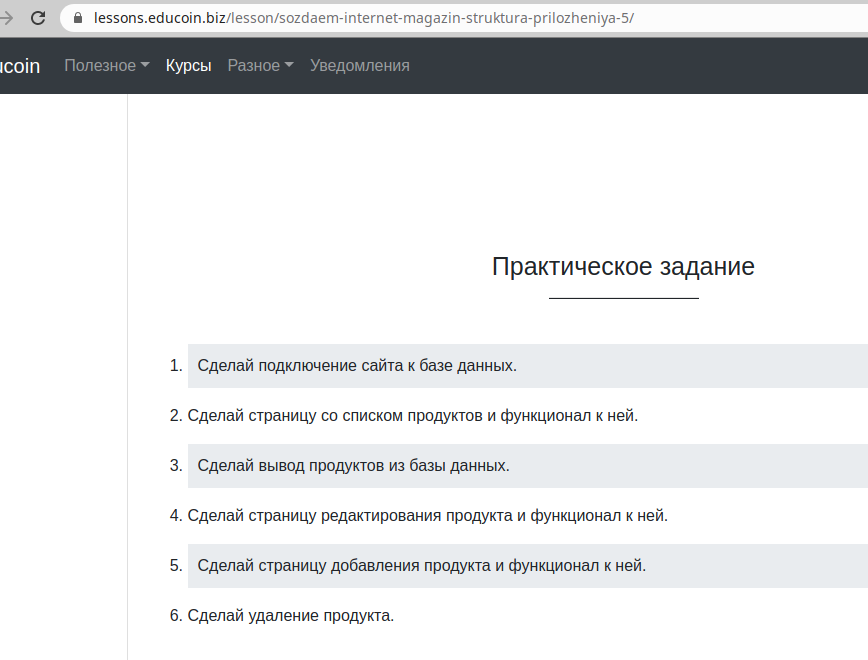 lessons.educoin.biz/lesson/sozdaem-internet-magazin-struktura-prilozheniya-5/
ucoin Полезное Курсы Разное Уведомления
Практическое задание
1. Сделай подключение сайта к базе данных.
2. Сделай страницу со списком продуктов и функционал к ней.
3. Сделай вывод продуктов из базы данных.
4. Сделай страницу редактирования продукта и функционал к ней.
5. Сделай страницу добавления продукта и функционал к ней.
6. Сделай удаление продукта.